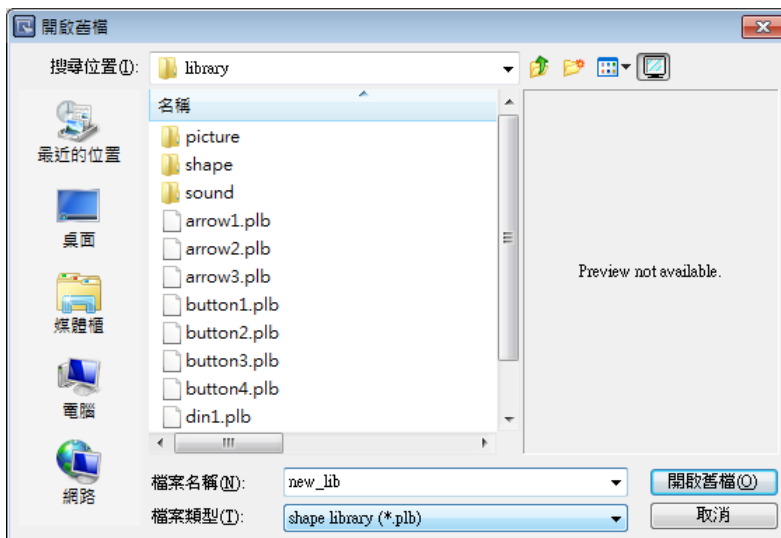 開啟舊檔
搜尋位置(I):
library
最近的位置
桌面
媒體櫃
電腦
網路
名稱
picture
shape
sound
arrow1.plb
arrow2.plb
arrow3.plb
button1.plb
button2.plb
button3.plb
button4.plb
din1.plb
Preview not available.
檔案名稱(N):
new_lib
開啟舊檔(O)
檔案類型(T):
shape library (*.plb)
取消